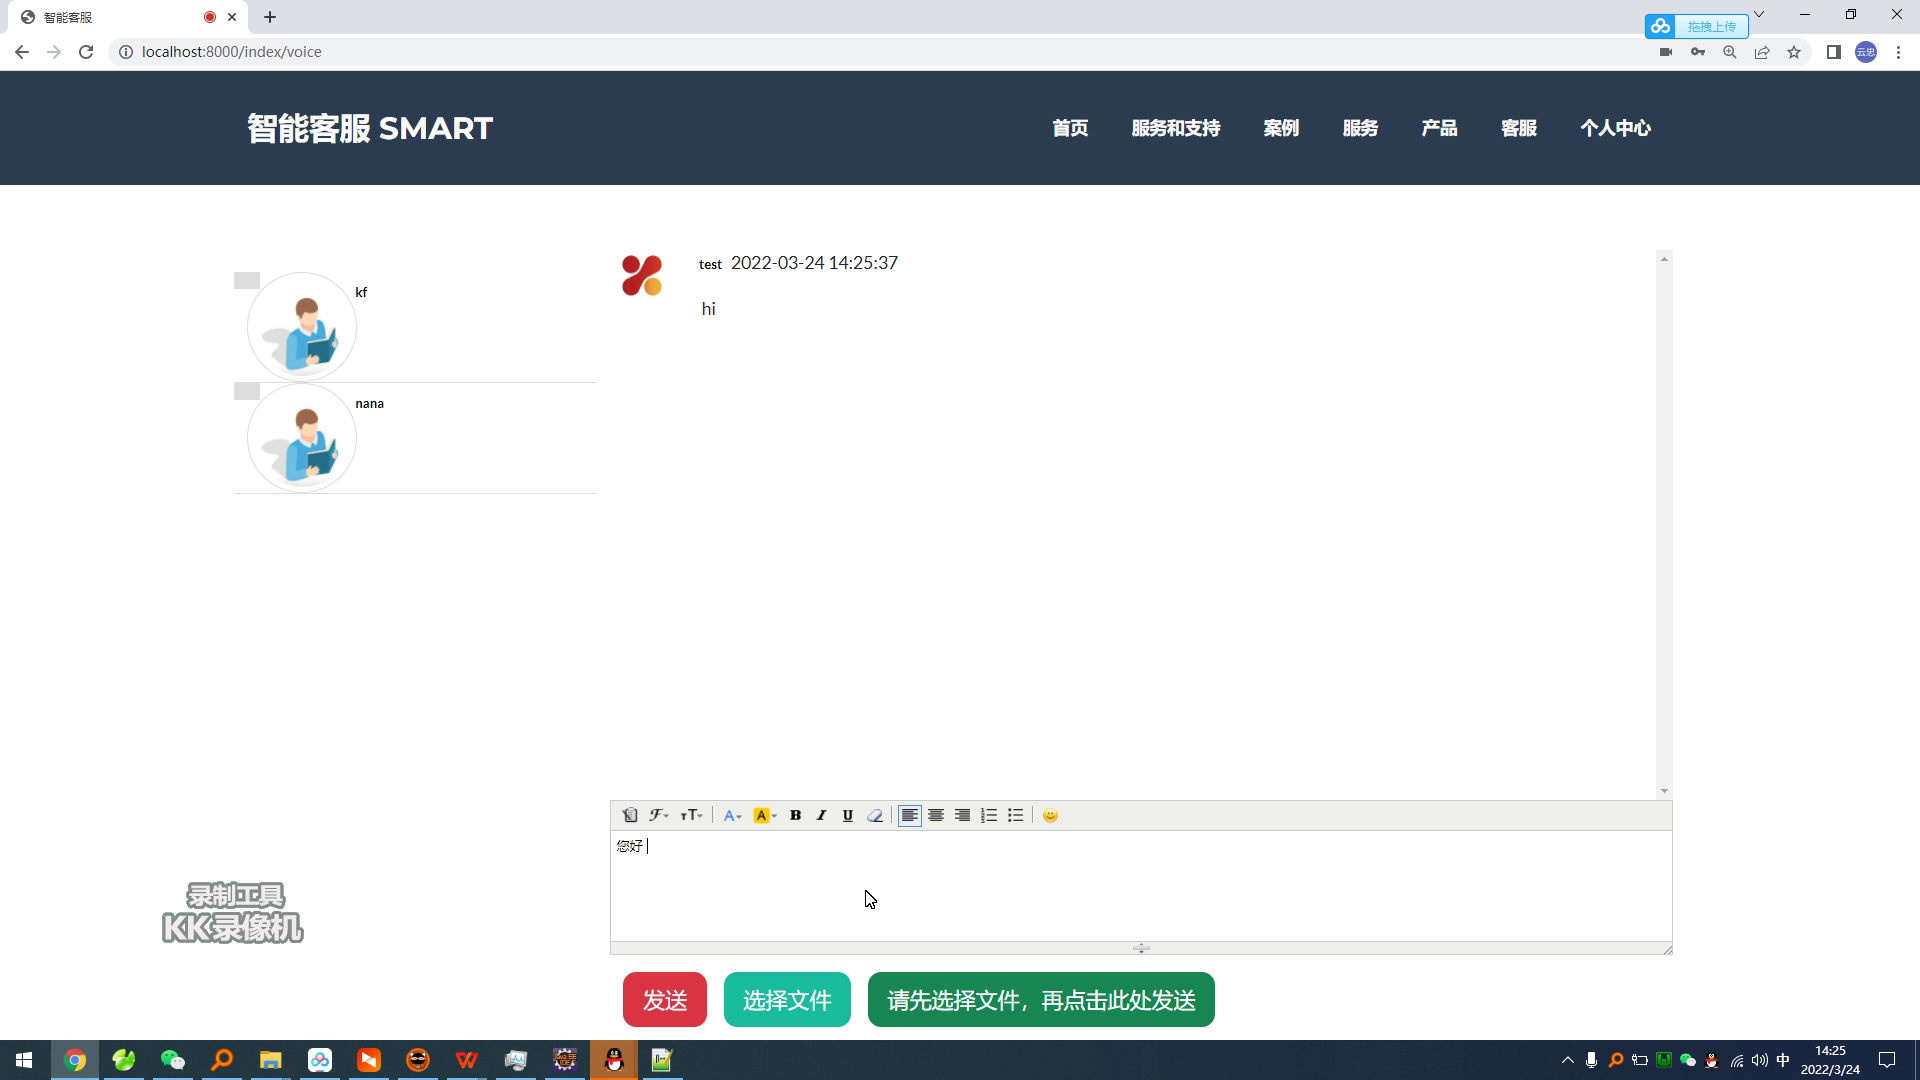 智能客服
拖拽上传
localhost:8000/index/voice
云忠
智能客服 SMART
首页 服务和支持 案例 服务 产品 客服 个人中心
kf
nana
test 2022-03-24 14:25:37
hi
您好
录制工具
KK录像机
发送 选择文件 请先选择文件，再点击此处发送
中
14:25
2022/3/24